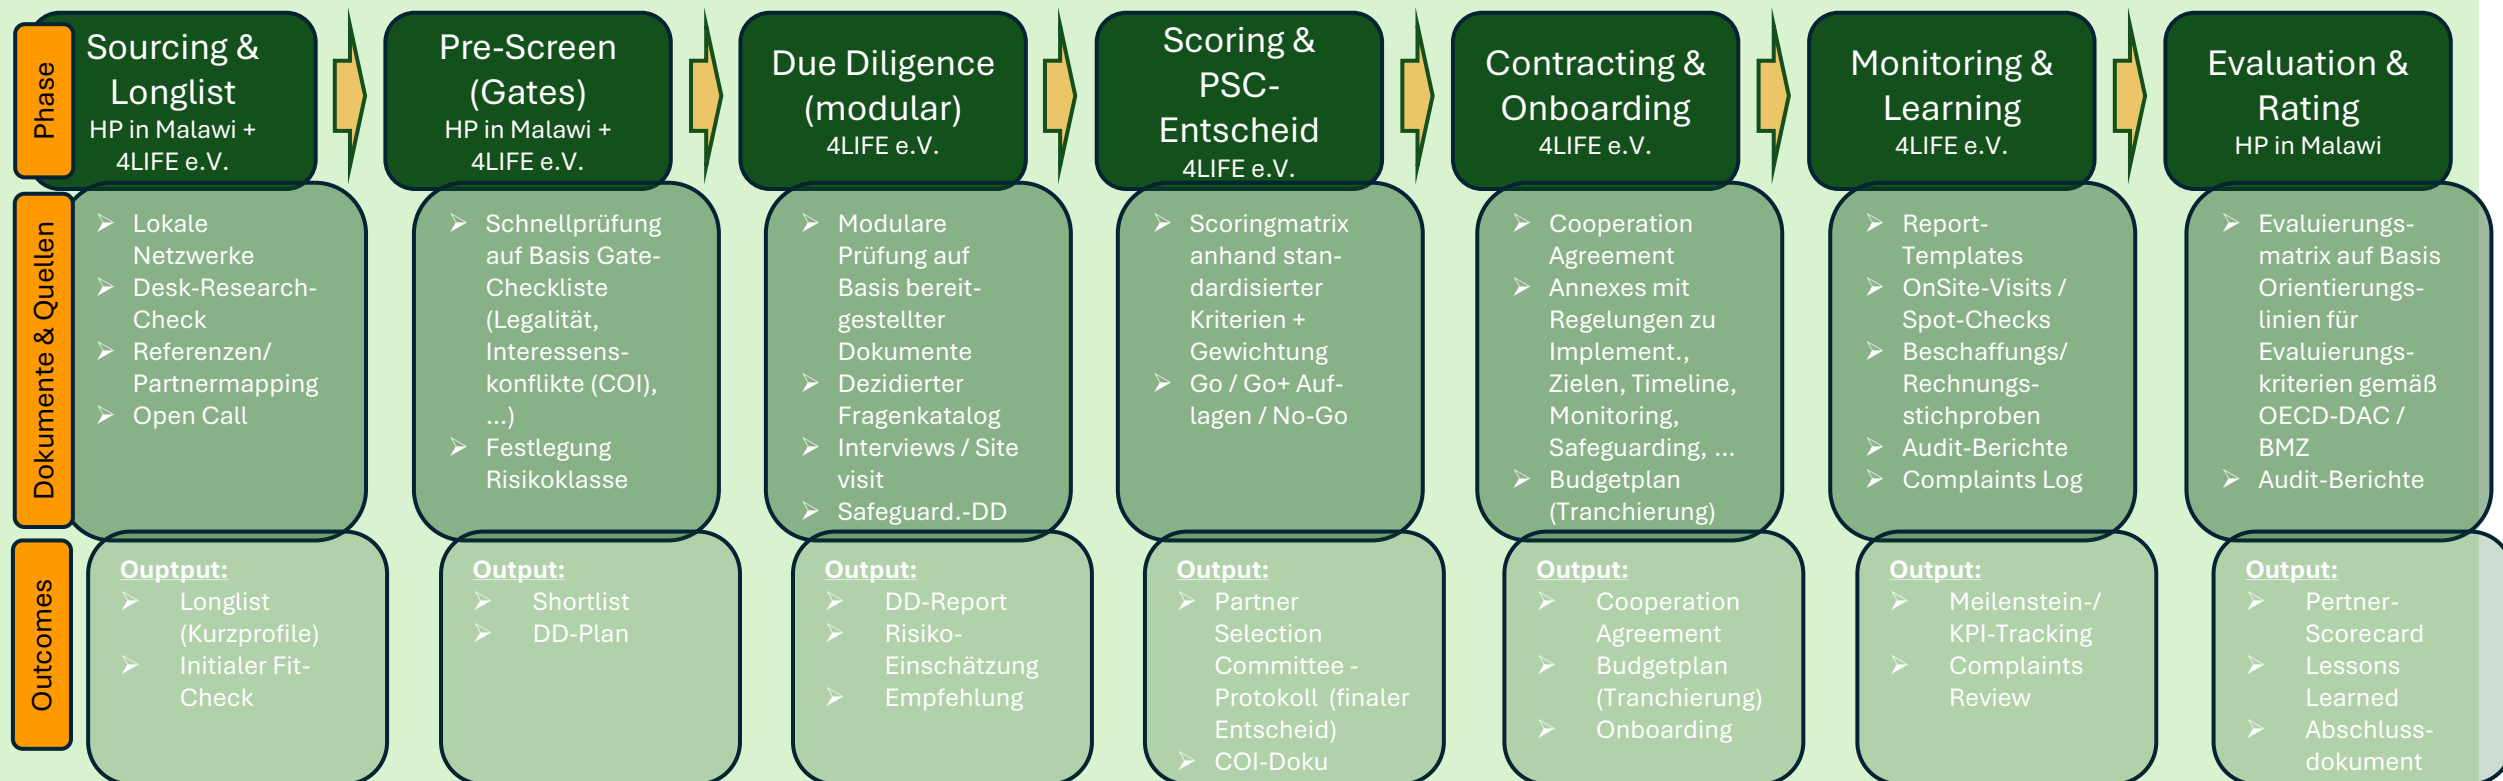 Phase
Sourcing &
Longlist
HP in Malawi +
4LIFE e.V.
Pre-Screen
(Gates)
HP in Malawi +
4LIFE e.V.
Due Diligence
(modular)
4LIFE e.V.
Scoring &
PSC-
Entscheid
4LIFE e.V.
Contracting &
Onboarding
4LIFE e.V.
Monitoring &
Learning
4LIFE e.V.
Evaluation &
Rating
HP in Malawi
Dokumente & Quellen
➢ Lokale
Netzwerke
➢ Desk-Research-
Check
➢ Referenzen/
Partnermapping
➢ Open Call
➢ Schnellprüfung
auf Basis Gate-
Checkliste
(Legalität,
Interessens-
konflikte (COI),
...)
➢ Festlegung
Risikoklasse
➢ Modulare
Prüfung auf
Basis bereit-
gestellter
Dokumente
➢ Dezidierter
Fragenkatalog
➢ Interviews / Site
visit
➢ Safeguard.-DD
➢ Scoringmatrix
anhand stan-
dardisierter
Kriterien +
Gewichtung
➢ Go / Go+ Auf-
lagen / No-Go
➢ Cooperation
Agreement
➢ Annexes mit
Regelungen zu
Implement.,
Zielen, Timeline,
Monitoring,
Safeguarding, ...
➢ Budgetplan
(Tranchierung)
➢ Report-
Templates
➢ OnSite-Visits /
Spot-Checks
➢ Beschaffungs/
Rechnungs-
stichproben
➢ Audit-Berichte
➢ Complaints Log
➢ Evaluierungs-
matrix auf Basis
Orientierungs-
linien für
Evaluierungs-
kriterien gemäß
OECD-DAC /
BMZ
➢ Audit-Berichte
Outcomes
Ouptput:
➢ Longlist
(Kurzprofile)
➢ Initialer Fit-
Check
Output:
➢ Shortlist
➢ DD-Plan
Output:
➢ DD-Report
➢ Risiko-
Einschätzung
➢ Empfehlung
Output:
➢ Partner
Selection
Committee -
Protokoll (finaler
Entscheid)
➢ COI-Doku
Output:
➢ Cooperation
Agreement
➢ Budgetplan
(Tranchierung)
➢ Onboarding
Output:
➢ Meilenstein-/
KPI-Tracking
➢ Complaints
Review
Output:
➢ Pertner-
Scorecard
➢ Lessons
Learned
➢ Abschluss-
dokument